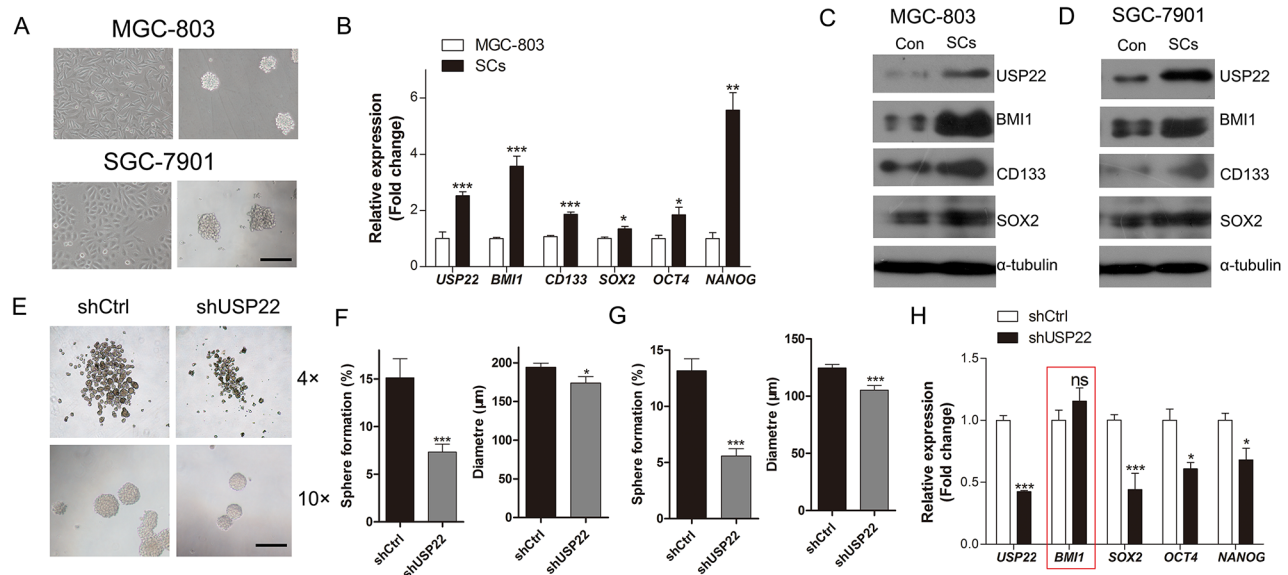 A
MGC-803
SGC-7901
B
MGC-803
SCs
Relative expression
(Fold change)
6
4
2
0
***
***
***
*
*
**
USP22
BMI1
CD133
SOX2
OCT4
NANOG
C
MGC-803
Con
SCs
USP22
BMI1
CD133
SOX2
α-tubulin
D
SGC-7901
Con
SCs
USP22
BMI1
CD133
SOX2
α-tubulin
E
shCtrl
shUSP22
4×
10×
F
Sphere formation (%)
15
10
5
0
***
shCtrl
shUSP22
Diametre (µm)
200
150
100
50
0
*
shCtrl
shUSP22
G
Sphere formation (%)
15
12
9
6
3
0
***
shCtrl
shUSP22
Diametre (µm)
150
100
50
0
***
shCtrl
shUSP22
H
shCtrl
shUSP22
Relative expression
(Fold change)
1.5
1.0
0.5
0.0
***
ns
***
*
*
USP22
BMI1
SOX2
OCT4
NANOG